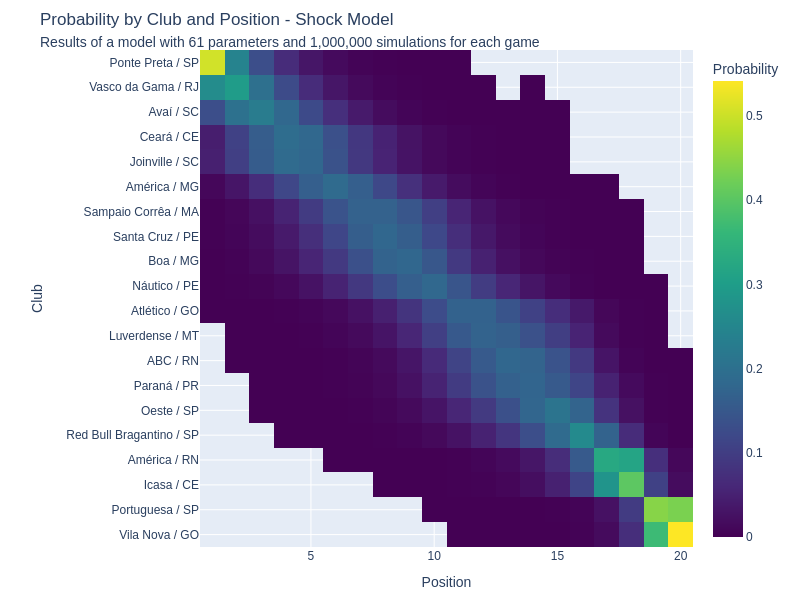 Probability by Club and Position - Shock Model
Results of a model with 61 parameters and 1,000,000 simulations for each game
Probability
Ponte Preta / SP
Vasco da Gama / RJ
Avaí / SC
Ceará / CE
Joinville / SC
América / MG
Sampaio Corrêa / MA
Santa Cruz / PE
Boa / MG
Náutico / PE
Atlético / GO
Luverdense / MT
ABC / RN
Paraná / PR
Oeste / SP
Red Bull Bragantino / SP
América / RN
Icasa / CE
Portuguesa / SP
Vila Nova / GO
Club
5
10
15
20
Position
0.5
0.4
0.3
0.2
0.1
0